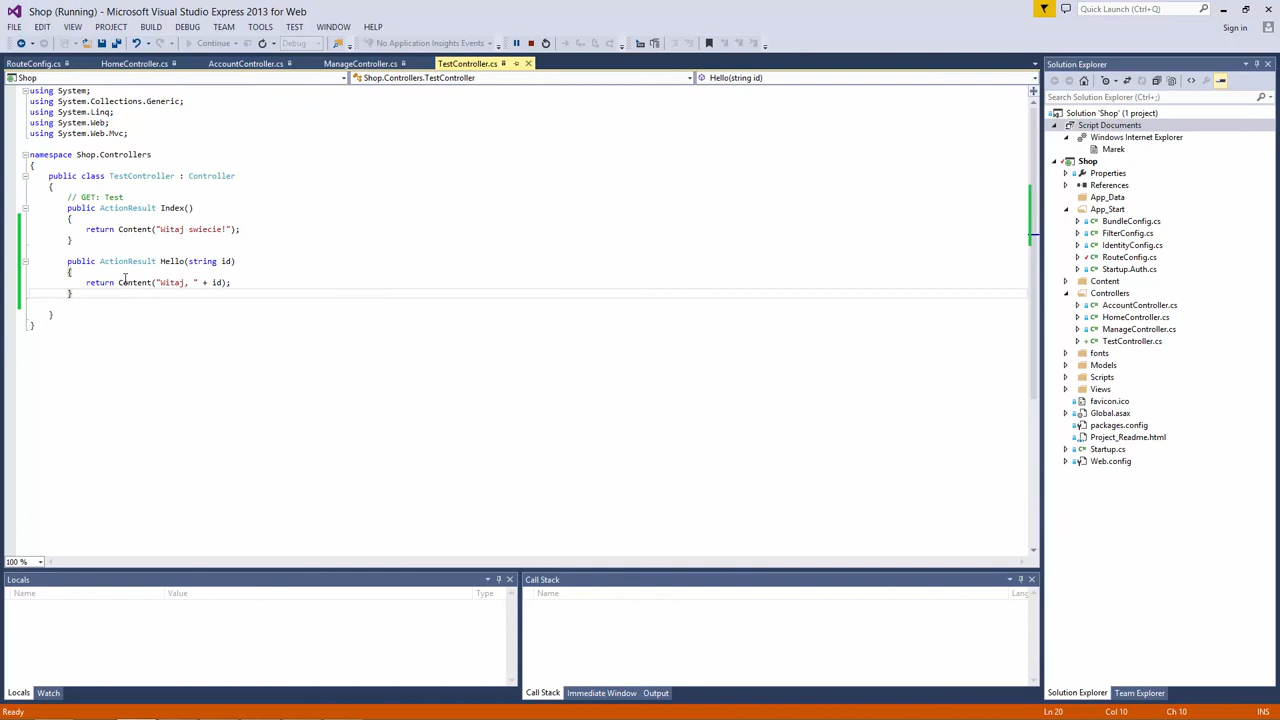 Shop (Running) - Microsoft Visual Studio Express 2013 for Web
Quick Launch (Ctrl+Q)
FILE EDIT VIEW PROJECT BUILD DEBUG TEAM TOOLS TEST WINDOW HELP
Sign in
Continue Debug No Application Insights Events
RouteConfig.cs HomeController.cs AccountController.cs ManageController.cs TestController.cs
Shop Shop.Controllers.TestController Hello(string id)
using System;
using System.Collections.Generic;
using System.Linq;
using System.Web;
using System.Web.Mvc;
namespace Shop.Controllers
{
public class TestController : Controller
{
// GET: Test
public ActionResult Index()
{
return Content("Witaj swiecie!");
}
public ActionResult Hello(string id)
{
return Content("Witaj, " + id);
}
}
}
100 %
Solution Explorer
Search Solution Explorer (Ctrl+;)
Solution 'Shop' (1 project)
Script Documents
Windows Internet Explorer
Marek
Shop
Properties
References
App_Data
App_Start
BundleConfig.cs
FilterConfig.cs
IdentityConfig.cs
RouteConfig.cs
Startup.Auth.cs
Content
Controllers
AccountController.cs
HomeController.cs
ManageController.cs
TestController.cs
fonts
Models
Scripts
Views
favicon.ico
Global.asax
packages.config
Project_Readme.html
Startup.cs
Web.config
Locals
Name Value Type
Locals Watch
Call Stack
Name Lang
Call Stack Immediate Window Output
Solution Explorer Team Explorer
Ready Ln 20 Col 10 Ch 10 INS